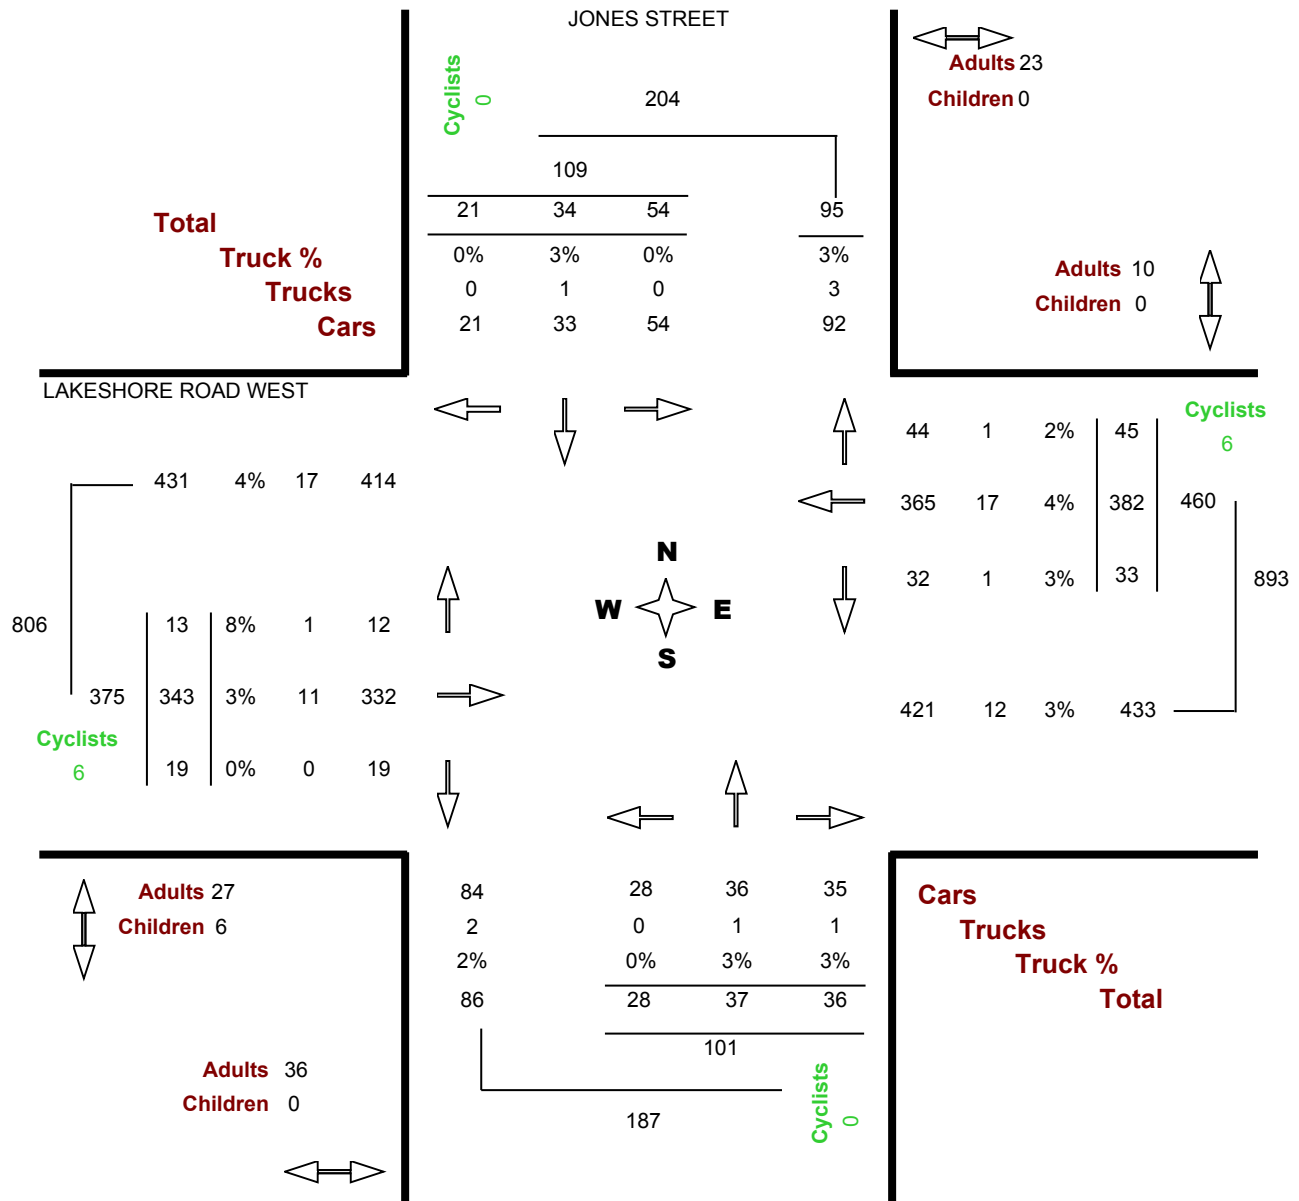 JONES STREET
Adults 23
Children 0
Cyclists
0
204
109
Total 21 34 54 95
Truck % 0% 3% 0% 3%
Trucks 0 1 0 3
Cars 21 33 54 92
Adults 10
Children 0
LAKESHORE ROAD WEST
Cyclists
6
44 1 2% 45
431 4% 17 414
365 17 4% 382 460
N
32 1 3% 33
893
W E
S
806
13 8% 1 12
375 343 3% 11 332
421 12 3% 433
Cyclists
6
19 0% 0 19
Adults 27
Children 6
84 28 36 35 Cars
2 0 1 1 Trucks
2% 0% 3% 3% Truck %
86 28 37 36 Total
101
Adults 36
Children 0
187
Cyclists
0